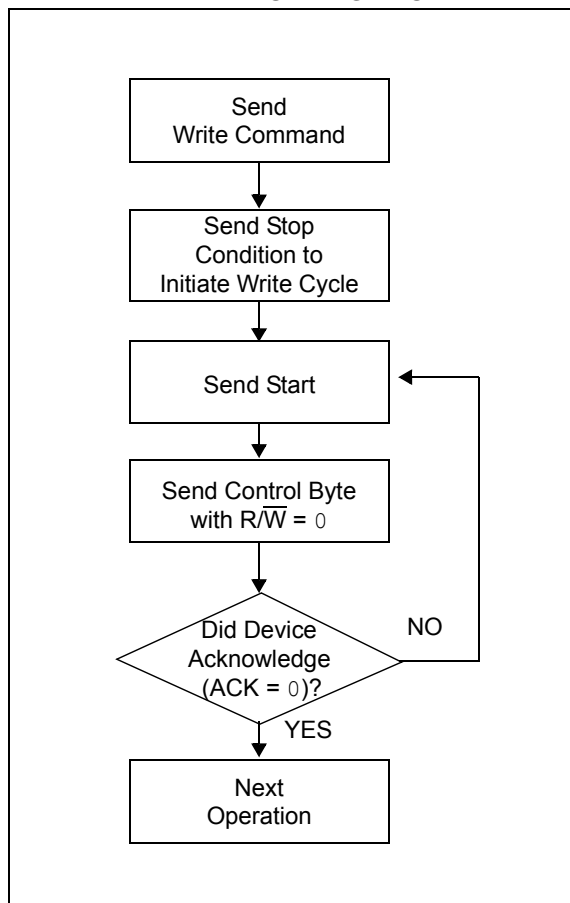 Send
Write Command
Send Stop
Condition to
Initiate Write Cycle
Send Start
Send Control Byte
with R/W̅ = 0
Did Device
Acknowledge
(ACK = 0)?
NO
YES
Next
Operation